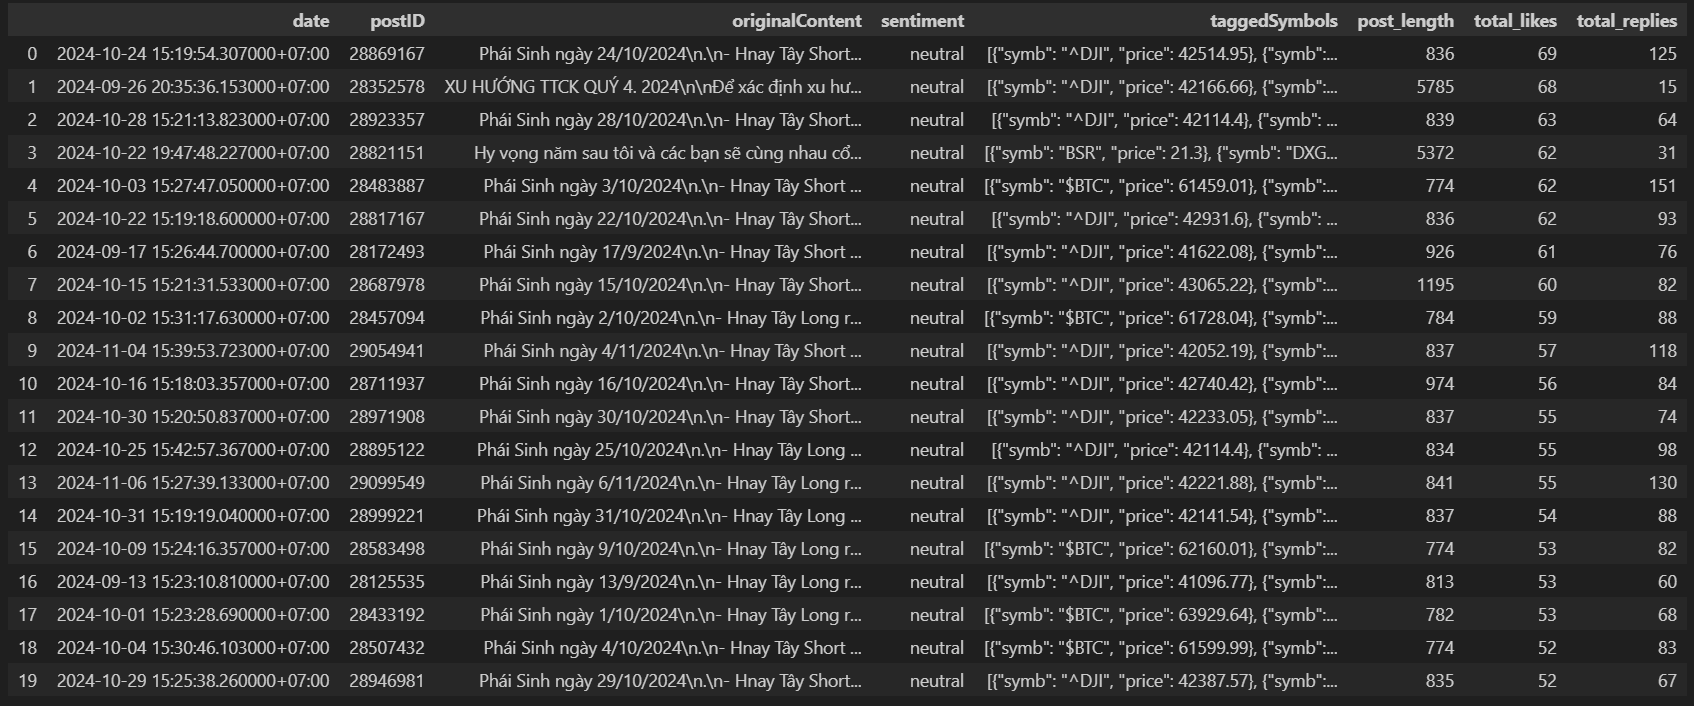 date postID originalContent sentiment taggedSymbols post_length total_likes total_replies
0 2024-10-24 15:19:54.307000+07:00 28869167 Phái Sinh ngày 24/10/2024\n.\n- Hnay Tây Short... neutral [{"symb": "^DJI", "price": 42514.95}, {"symb":... 836 69 125
1 2024-09-26 20:35:36.153000+07:00 28352578 XU HƯỚNG TTCK QUÝ 4. 2024\n\nĐể xác định xu hư... neutral [{"symb": "^DJI", "price": 42166.66}, {"symb":... 5785 68 15
2 2024-10-28 15:21:13.823000+07:00 28923357 Phái Sinh ngày 28/10/2024\n.\n- Hnay Tây Short... neutral [{"symb": "^DJI", "price": 42114.4}, {"symb": ... 839 63 64
3 2024-10-22 19:47:48.227000+07:00 28821151 Hy vọng năm sau tôi và các bạn sẽ cùng nhau cổ... neutral [{"symb": "BSR", "price": 21.3}, {"symb": "DXG... 5372 62 31
4 2024-10-03 15:27:47.050000+07:00 28483887 Phái Sinh ngày 3/10/2024\n.\n- Hnay Tây Short ... neutral [{"symb": "$BTC", "price": 61459.01}, {"symb":... 774 62 151
5 2024-10-22 15:19:18.600000+07:00 28817167 Phái Sinh ngày 22/10/2024\n.\n- Hnay Tây Short... neutral [{"symb": "^DJI", "price": 42931.6}, {"symb": ... 836 62 93
6 2024-09-17 15:26:44.700000+07:00 28172493 Phái Sinh ngày 17/9/2024\n.\n- Hnay Tây Short ... neutral [{"symb": "^DJI", "price": 41622.08}, {"symb":... 926 61 76
7 2024-10-15 15:21:31.533000+07:00 28687978 Phái Sinh ngày 15/10/2024\n.\n- Hnay Tây Short... neutral [{"symb": "^DJI", "price": 43065.22}, {"symb":... 1195 60 82
8 2024-10-02 15:31:17.630000+07:00 28457094 Phái Sinh ngày 2/10/2024\n.\n- Hnay Tây Long r... neutral [{"symb": "$BTC", "price": 61728.04}, {"symb":... 784 59 88
9 2024-11-04 15:39:53.723000+07:00 29054941 Phái Sinh ngày 4/11/2024\n.\n- Hnay Tây Short ... neutral [{"symb": "^DJI", "price": 42052.19}, {"symb":... 837 57 118
10 2024-10-16 15:18:03.357000+07:00 28711937 Phái Sinh ngày 16/10/2024\n.\n- Hnay Tây Short... neutral [{"symb": "^DJI", "price": 42740.42}, {"symb":... 974 56 84
11 2024-10-30 15:20:50.837000+07:00 28971908 Phái Sinh ngày 30/10/2024\n.\n- Hnay Tây Short... neutral [{"symb": "^DJI", "price": 42233.05}, {"symb":... 837 55 74
12 2024-10-25 15:42:57.367000+07:00 28895122 Phái Sinh ngày 25/10/2024\n.\n- Hnay Tây Long ... neutral [{"symb": "^DJI", "price": 42114.4}, {"symb": ... 834 55 98
13 2024-11-06 15:27:39.133000+07:00 29099549 Phái Sinh ngày 6/11/2024\n.\n- Hnay Tây Long r... neutral [{"symb": "^DJI", "price": 42221.88}, {"symb":... 841 55 130
14 2024-10-31 15:19:19.040000+07:00 28999221 Phái Sinh ngày 31/10/2024\n.\n- Hnay Tây Long ... neutral [{"symb": "^DJI", "price": 42141.54}, {"symb":... 837 54 88
15 2024-10-09 15:24:16.357000+07:00 28583498 Phái Sinh ngày 9/10/2024\n.\n- Hnay Tây Long r... neutral [{"symb": "$BTC", "price": 62160.01}, {"symb":... 774 53 82
16 2024-09-13 15:23:10.810000+07:00 28125535 Phái Sinh ngày 13/9/2024\n.\n- Hnay Tây Long r... neutral [{"symb": "^DJI", "price": 41096.77}, {"symb":... 813 53 60
17 2024-10-01 15:23:28.690000+07:00 28433192 Phái Sinh ngày 1/10/2024\n.\n- Hnay Tây Long r... neutral [{"symb": "$BTC", "price": 63929.64}, {"symb":... 782 53 68
18 2024-10-04 15:30:46.103000+07:00 28507432 Phái Sinh ngày 4/10/2024\n.\n- Hnay Tây Short ... neutral [{"symb": "$BTC", "price": 61599.99}, {"symb":... 774 52 83
19 2024-10-29 15:25:38.260000+07:00 28946981 Phái Sinh ngày 29/10/2024\n.\n- Hnay Tây Short... neutral [{"symb": "^DJI", "price": 42387.57}, {"symb":... 835 52 67